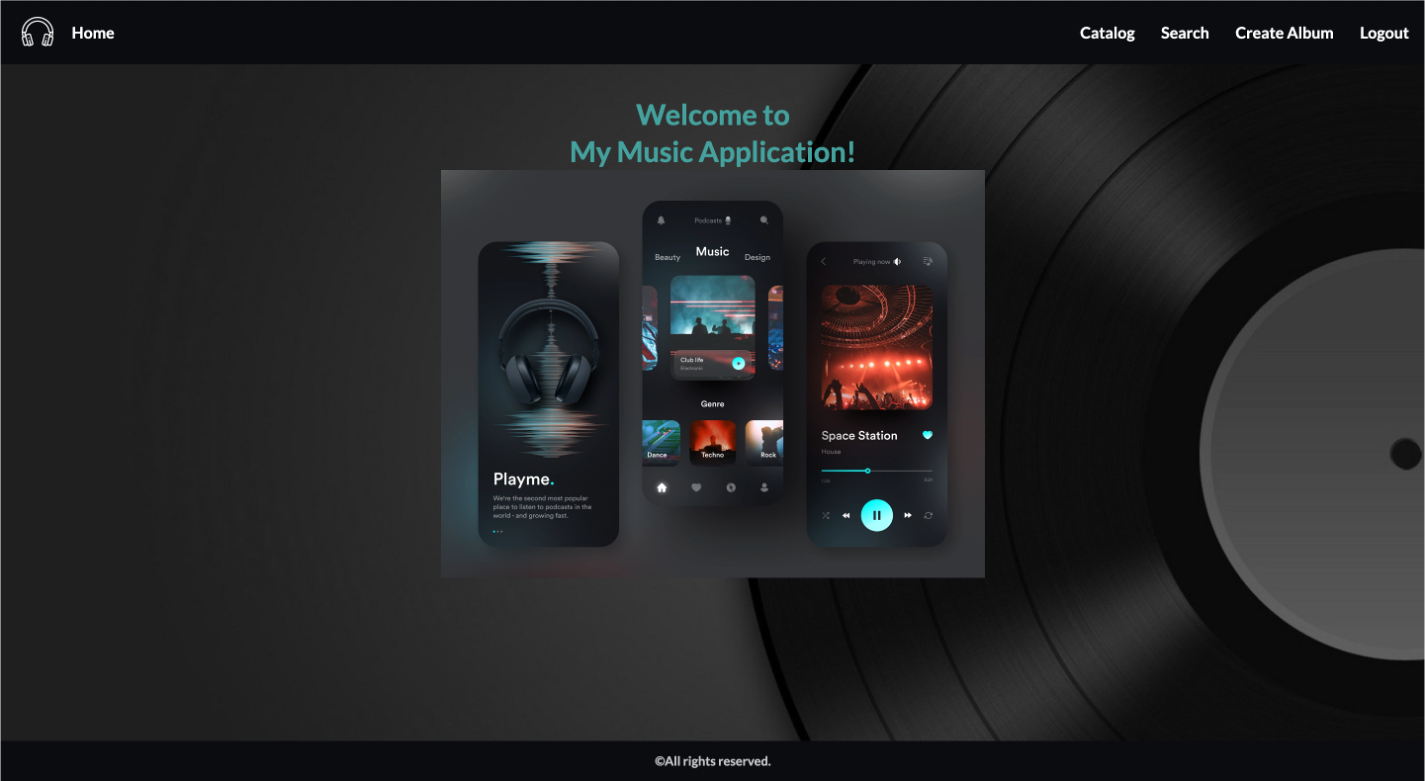 Home
Catalog
Search
Create Album
Logout
Welcome to
My Music Application!
Playme.
We're the second most popular
place to listen to podcasts in the
world–and growing fast.
Podcasts
Beauty
Music
Design
Club life
Electronic
Genre
Dance
Techno
Rock
Playing now
Space Station
House
©All rights reserved.